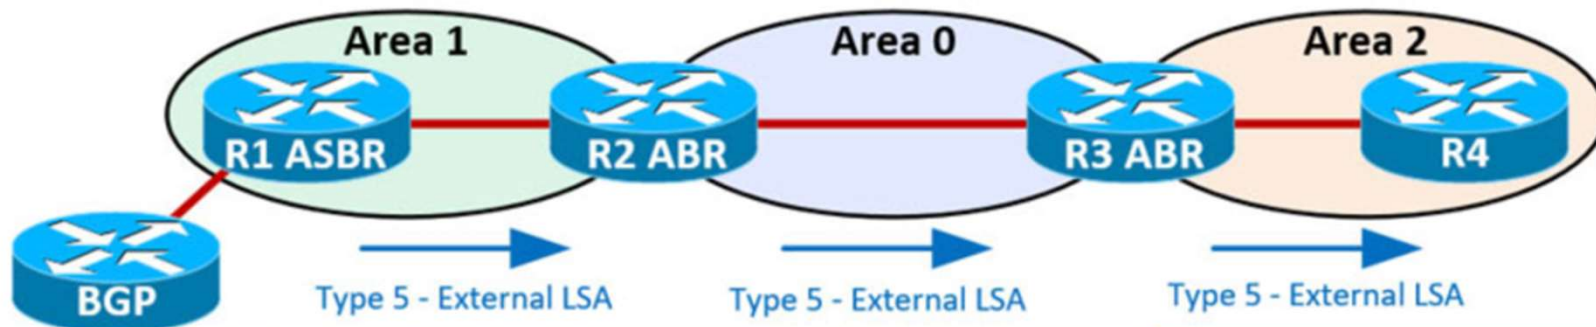 Area 1
Area 0
Area 2
R1 ASBR
R2 ABR
R3 ABR
R4
BGP
Type 5 - External LSA
Type 5 - External LSA
Type 5 - External LSA